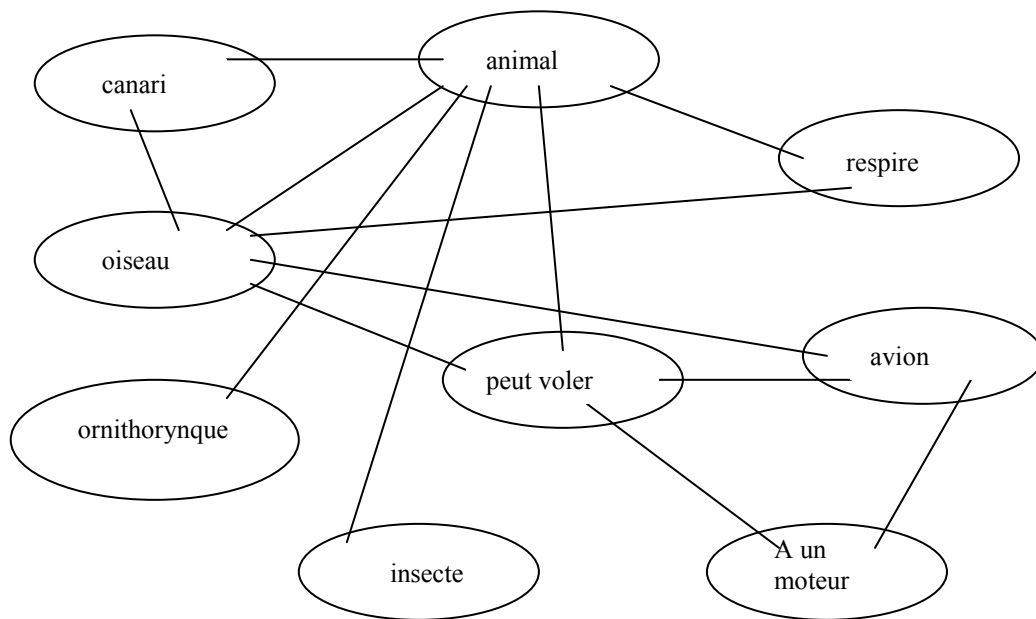 animal
canari
respire
oiseau
avion
peut voler
ornithorynque
A un
moteur
insecte